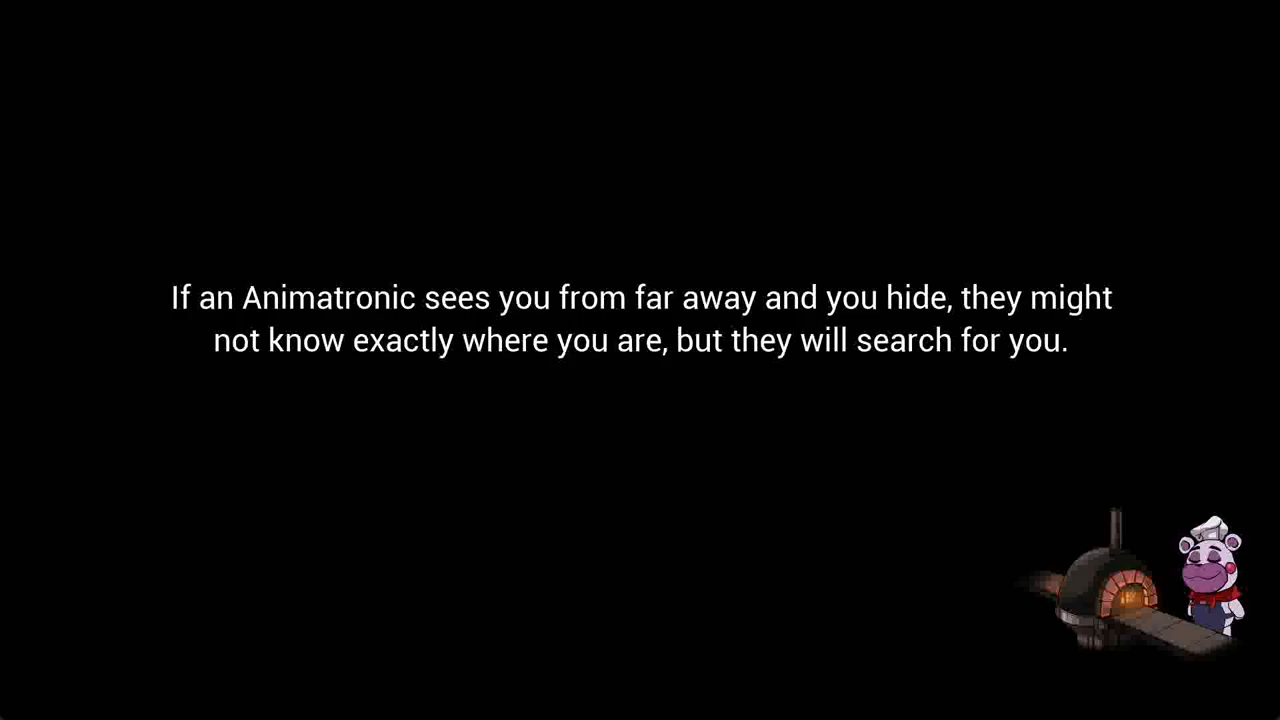 If an Animatronic sees you from far away and you hide, they might
not know exactly where you are, but they will search for you.